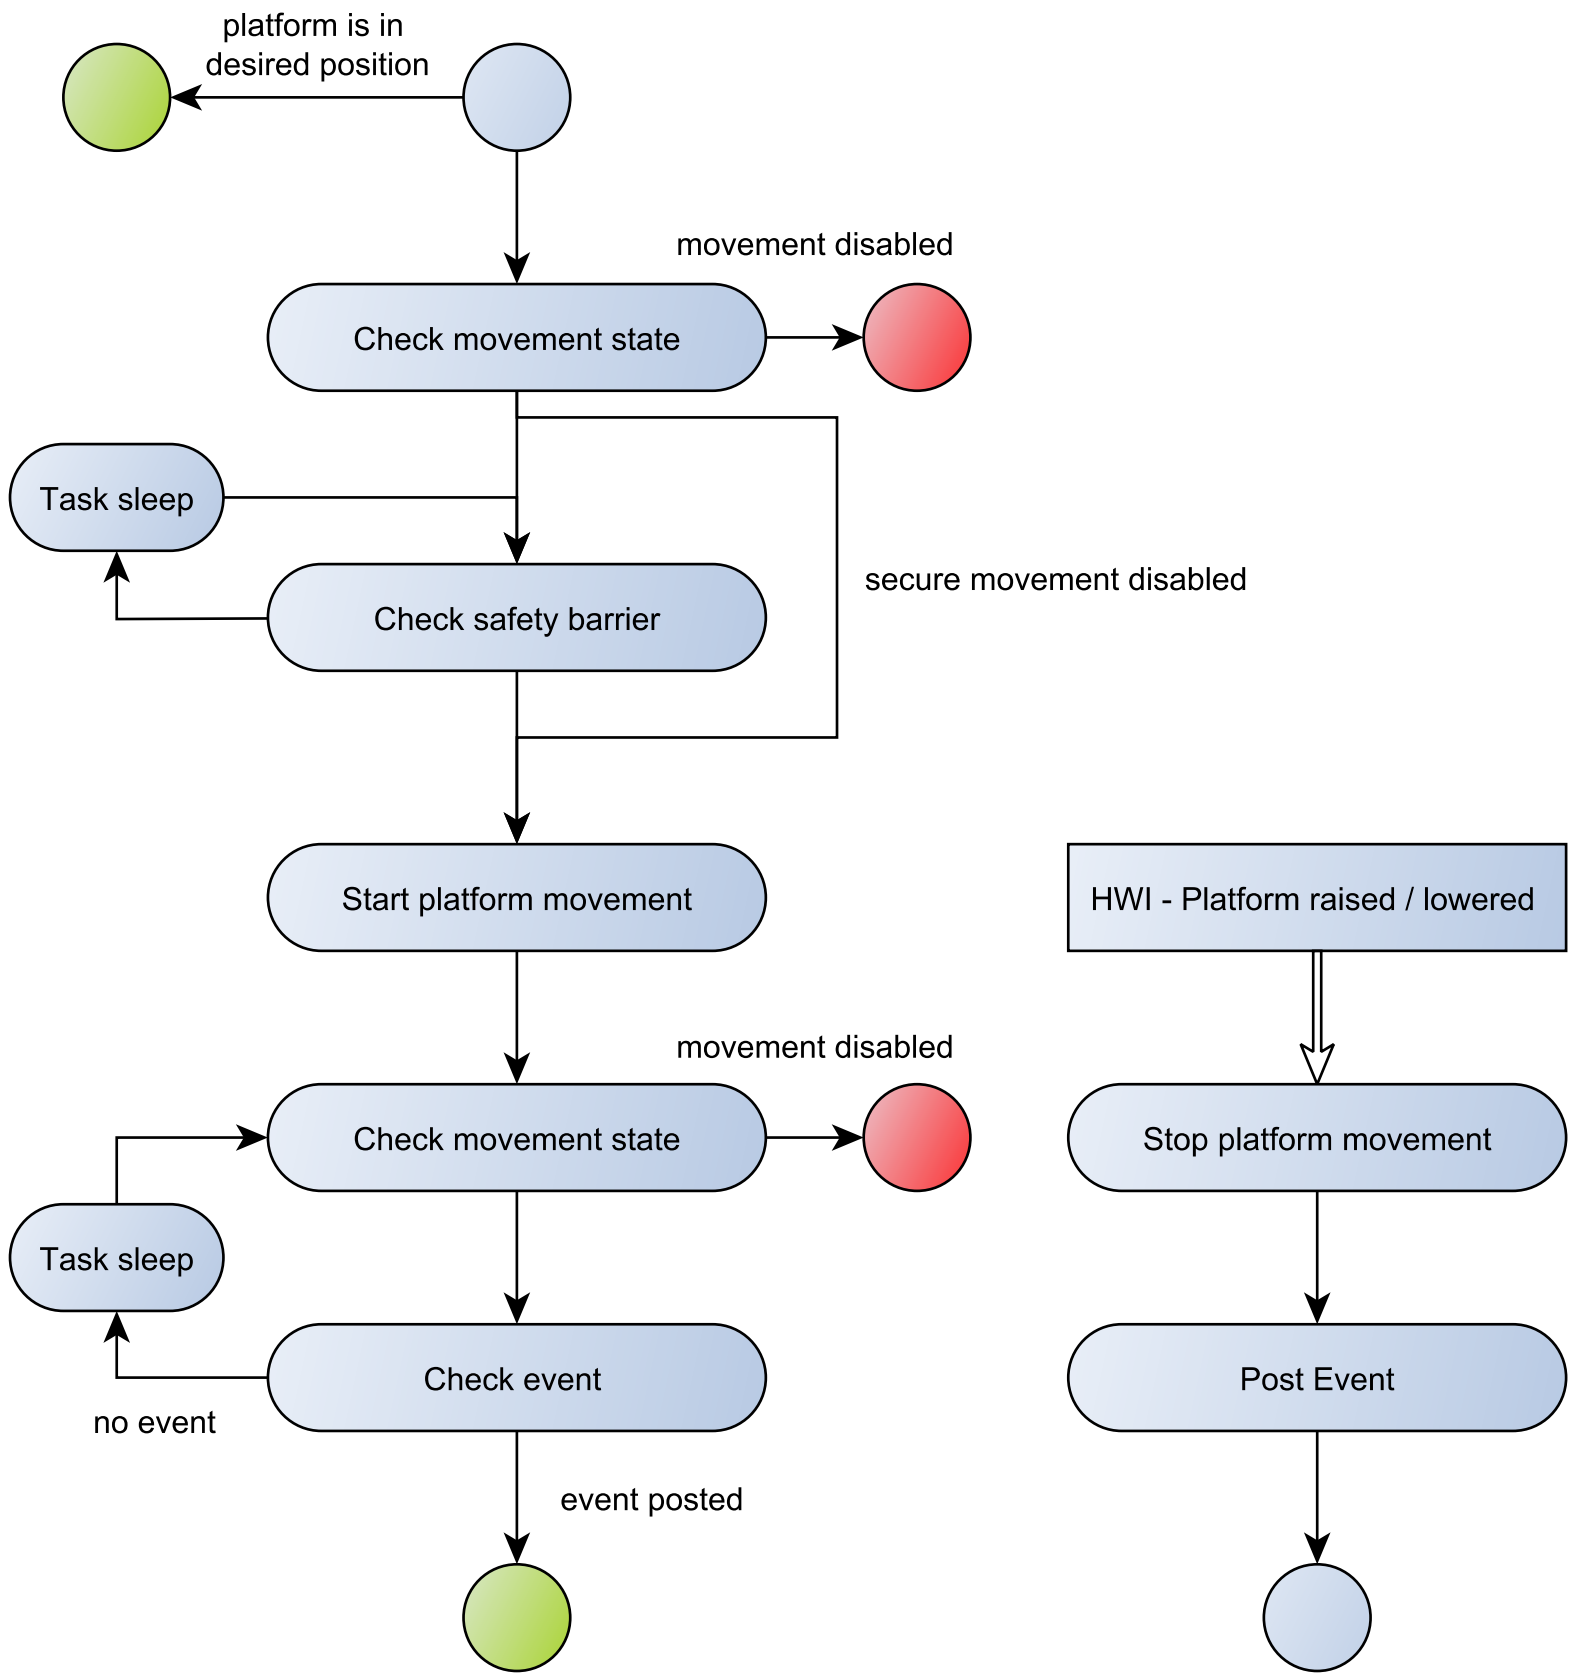 platform is in
desired position
movement disabled
Check movement state
Task sleep
secure movement disabled
Check safety barrier
Start platform movement
HWI - Platform raised / lowered
movement disabled
Check movement state
Stop platform movement
Task sleep
Check event
Post Event
no event
event posted